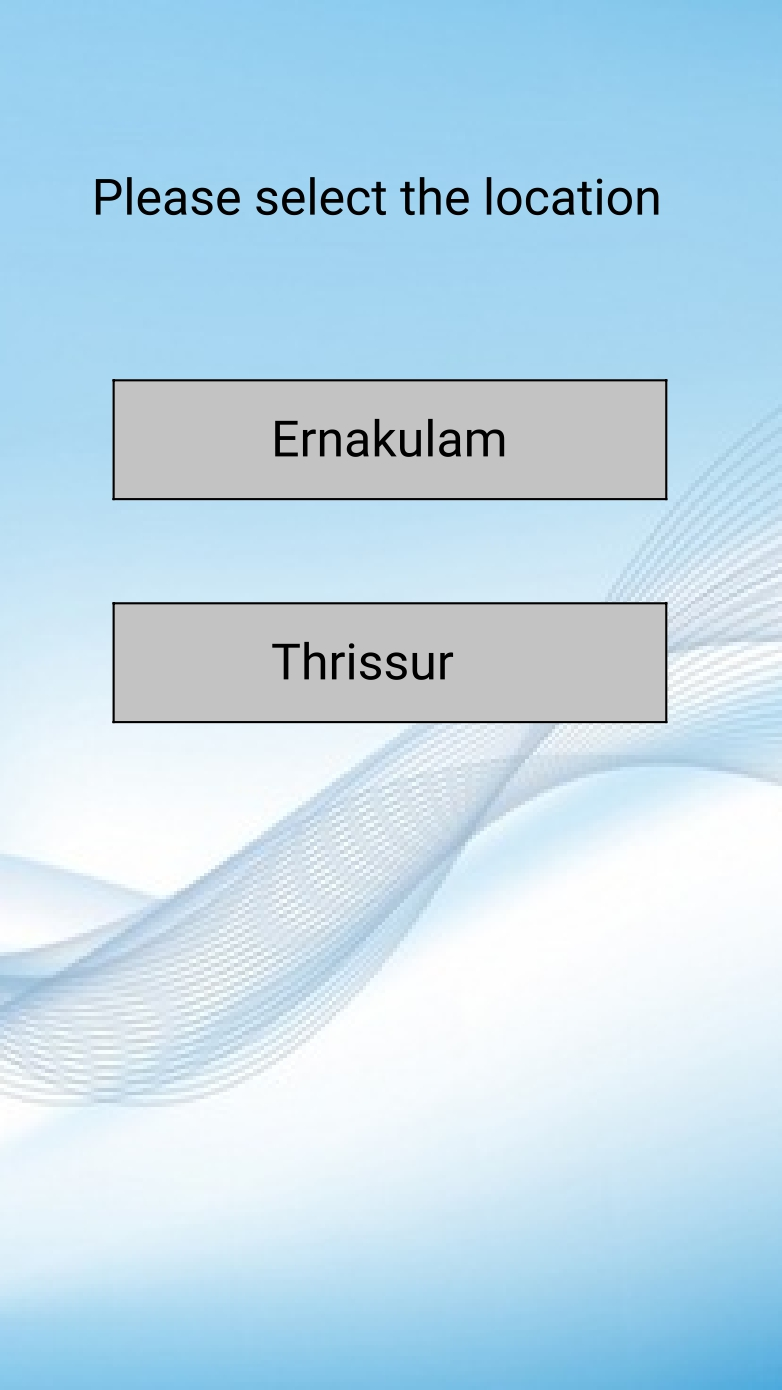 Please select the location
Ernakulam
Thrissur